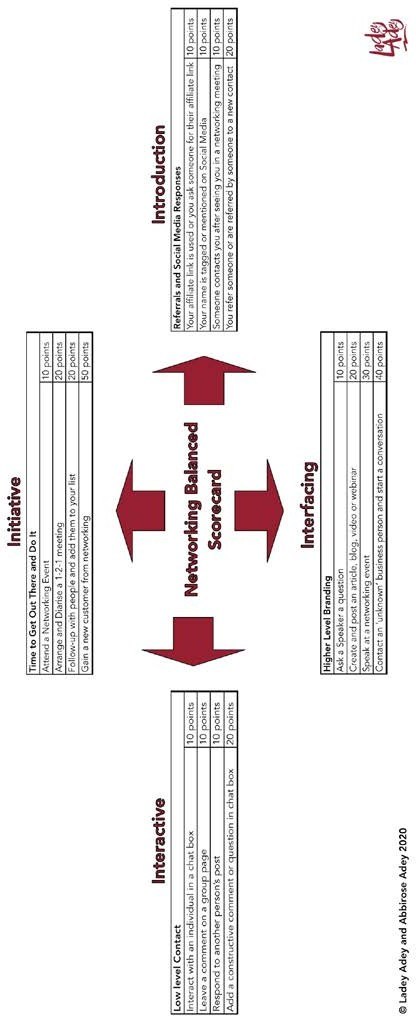 Initiative
Time to Get Out There and Do It
Attend a Networking Event 10 points
Arrange and Diarise a 1-2-1 meeting 20 points
Follow-up with people and add them to your list 20 points
Gain a new customer from networking 50 points
Interactive
Low level Contact
Interact with an individual in a chat box 10 points
Leave a comment on a group page 10 points
Respond to another person's post 10 points
Add a constructive comment or question in chat box 20 points
Networking Balanced
Scorecard
Introduction
Referrals and Social Media Responses
Your affiliate link is used or you ask someone for their affiliate link 10 points
Your name is tagged or mentioned on Social Media 10 points
Someone contacts you after seeing you in a networking meeting 10 points
You refer someone or are referred by someone to a new contact 20 points
Interfacing
Higher Level Branding
Ask a Speaker a question 10 points
Create and post an article, blog, video or webinar 20 points
Speak at a networking event 30 points
Contact an 'unknown' business person and start a conversation 40 points
© Ladey Adey and Abbirose Adey 2020
Ladey
Adey